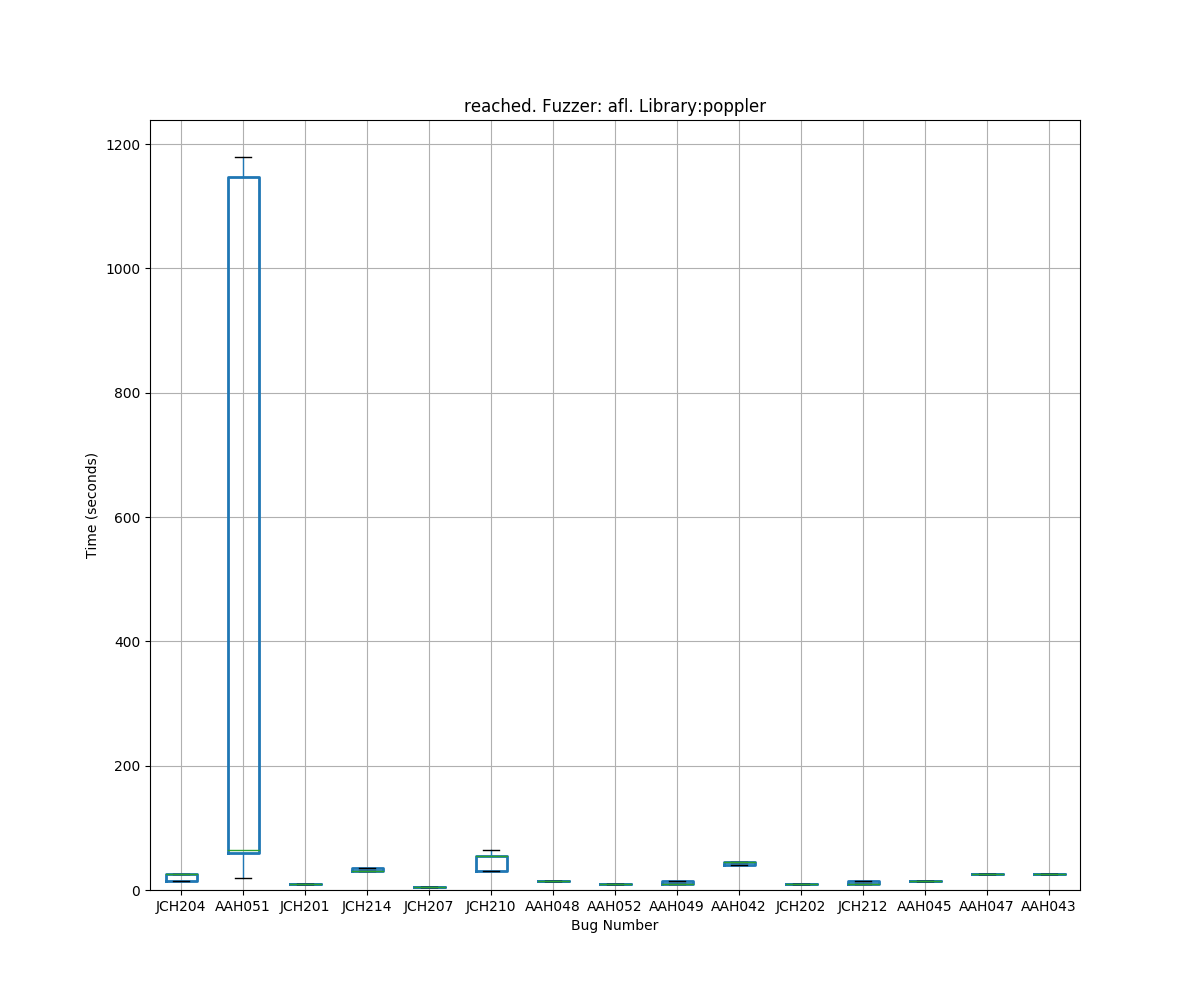 reached. Fuzzer: afl. Library:poppler
1200
1000
800
600
400
200
0
Time (seconds)
JCH204 AAH051 JCH201 JCH214 JCH207 JCH210 AAH048 AAH052 AAH049 AAH042 JCH202 JCH212 AAH045 AAH047 AAH043
Bug Number